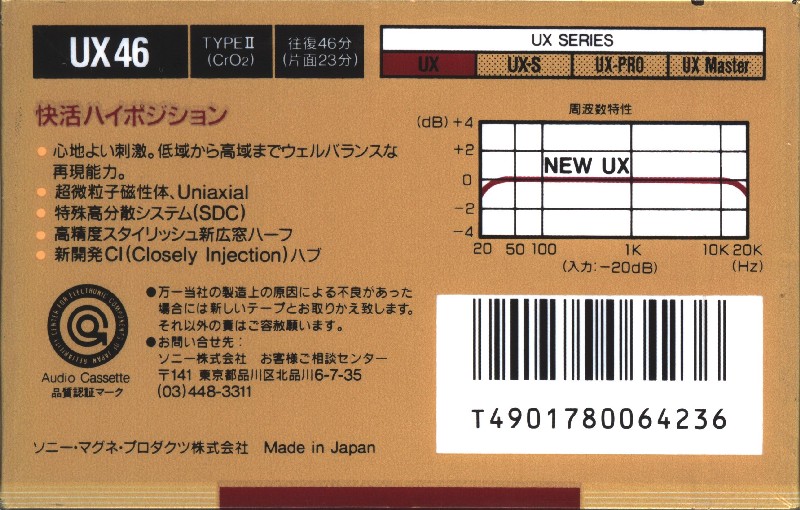 UX46
TYPEⅡ
(CrO2)
往復46分
(片面23分)
UX SERIES
UX UX-S UX-PRO UX Master
快活ハイポジション
心地よい刺激。低域から高域までウェルバランスな
再現能力。
超微粒子磁性体、Uniaxial
特殊高分散システム(SDC)
高精度スタイリッシュ新広窓ハーフ
新開発CI(Closely Injection)ハブ
周波数特性
(dB) +4
+2
0
−2
−4
NEW UX
20 50 100 1K 10K 20K
(入力:−20dB) (Hz)
RELIABILITY CENTER FOR ELECTRONIC COMPONENTS OF JAPAN
Audio Cassette
品質認証マーク
●万一当社の製造上の原因による不良があった
場合には新しいテープとお取りかえ致します。
それ以外の責はご容赦願います。
●お問い合せ先:
ソニー株式会社 お客様ご相談センター
〒141 東京都品川区北品川6-7-35
(03)448-3311
T4901780064236
ソニー・マグネ・プロダクツ株式会社 Made in Japan